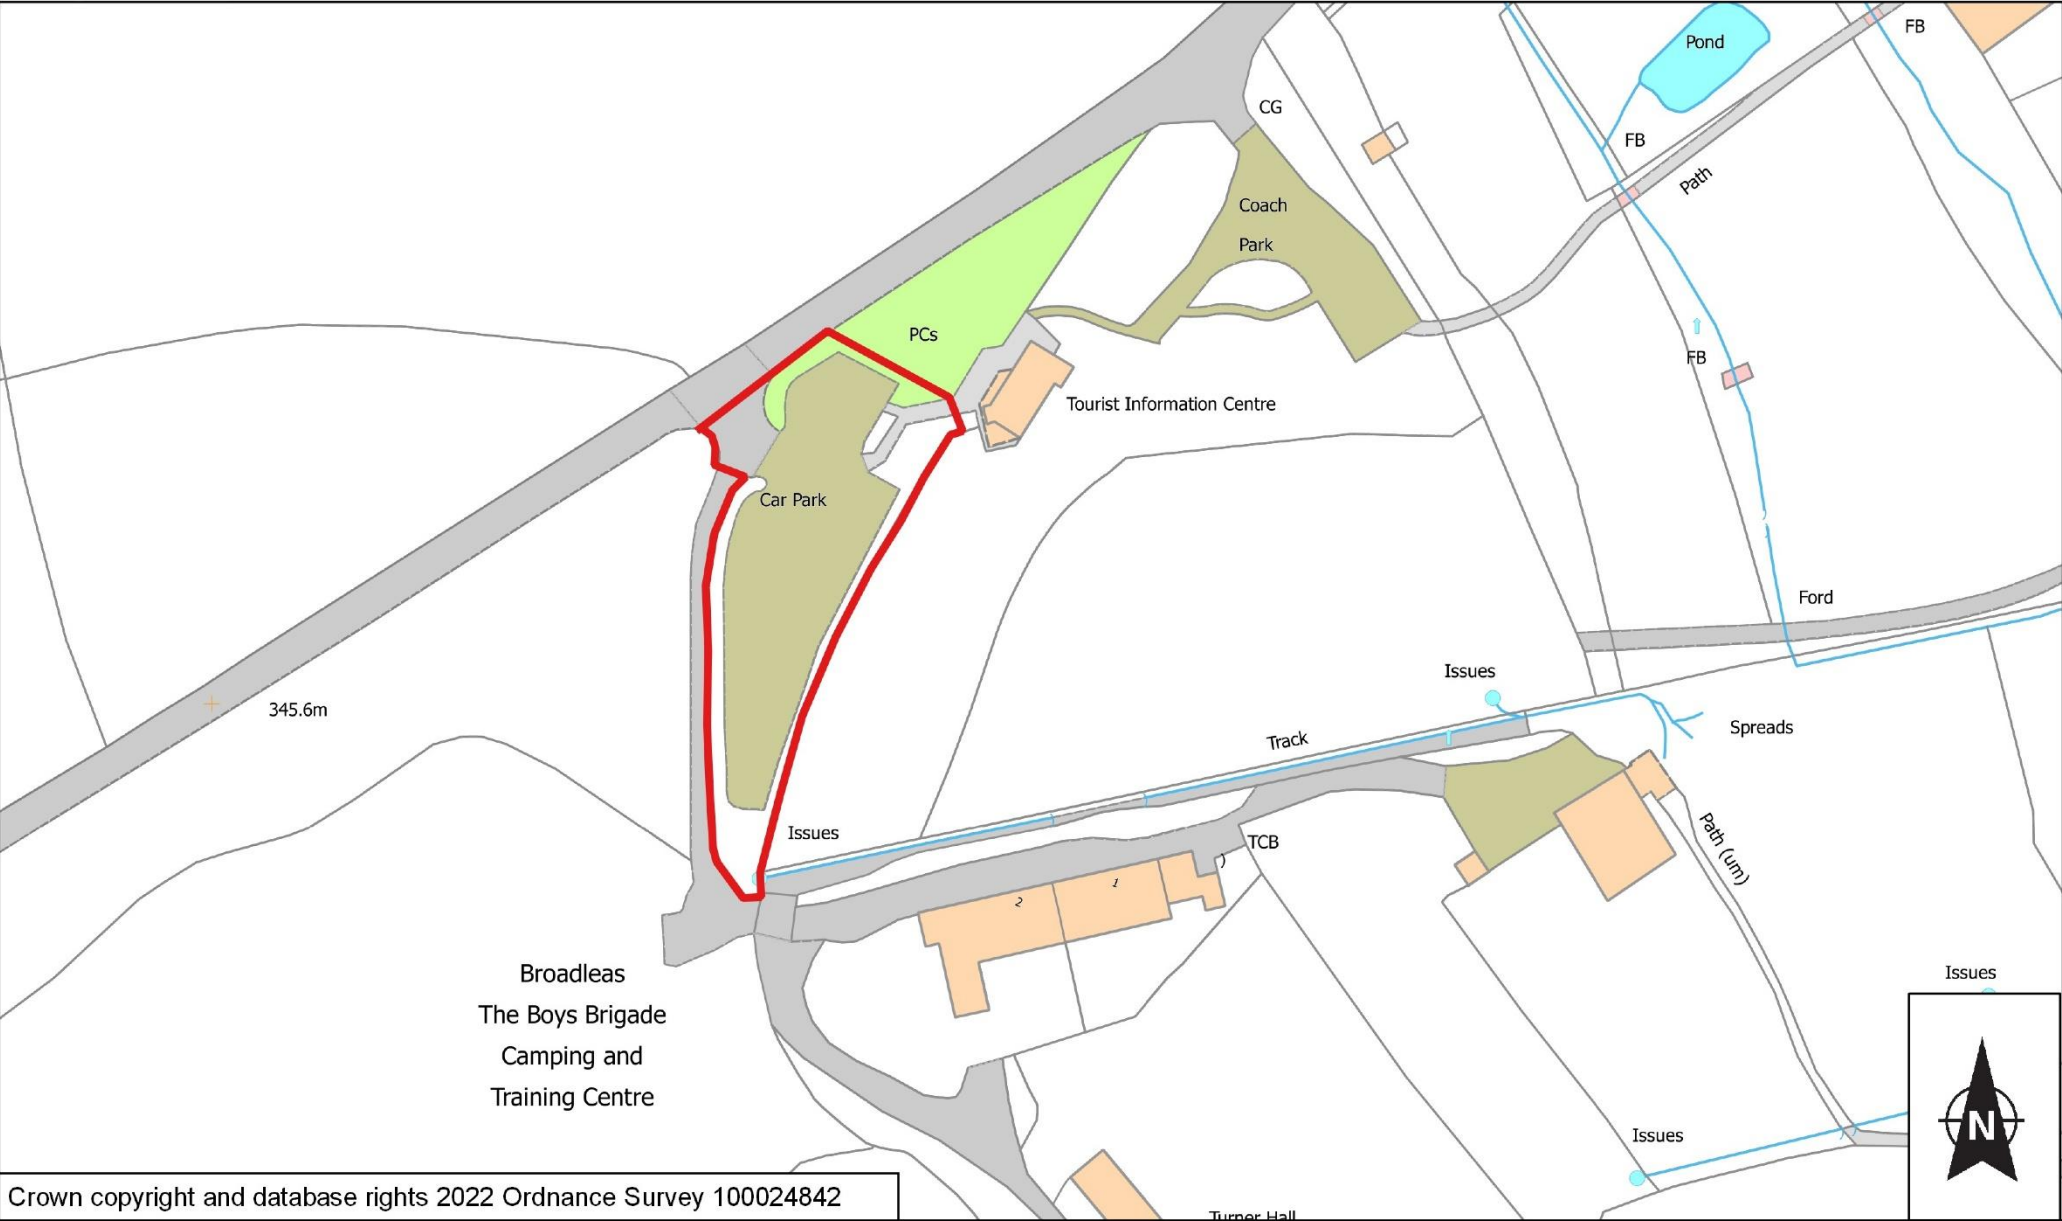 FB
Pond
CG
FB
Path
Coach
Park
PCs
FB
Tourist Information Centre
Car Park
Ford
Issues
345.6m
Spreads
Track
Issues
TCB
Path (um)
1
2
Broadleas
The Boys Brigade
Camping and
Training Centre
Issues
N
Issues
Crown copyright and database rights 2022 Ordnance Survey 100024842
Turner Hall